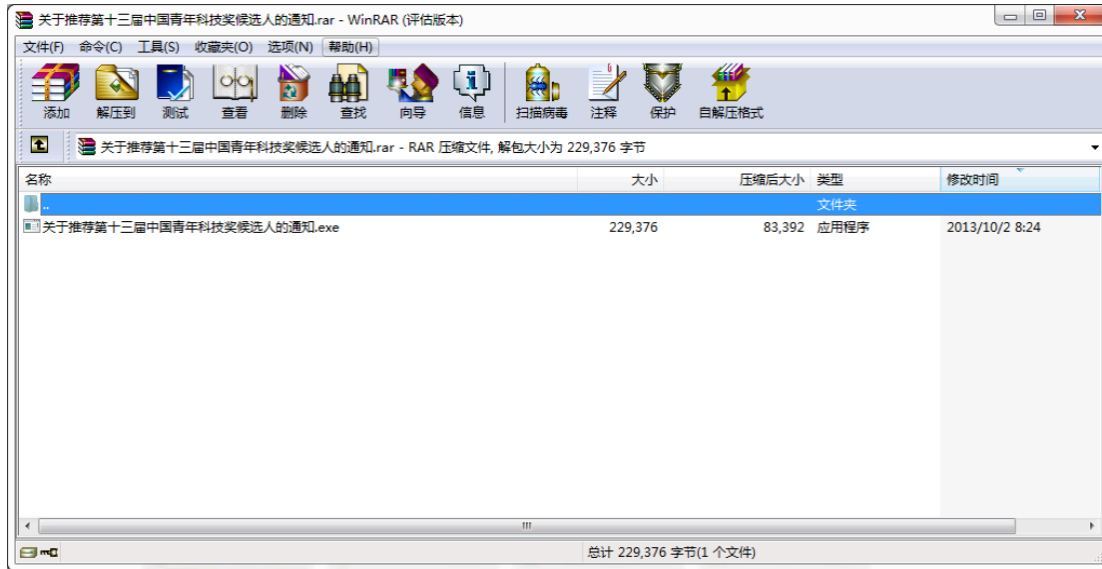 关于推荐第十三届中国青年科技奖候选人的通知.rar - WinRAR (评估版本)
文件(F) 命令(C) 工具(S) 收藏夹(O) 选项(N) 帮助(H)
添加 解压到 测试 查看 删除 查找 向导 信息 扫描病毒 注释 保护 自解压格式
关于推荐第十三届中国青年科技奖候选人的通知.rar - RAR 压缩文件, 解包大小为 229,376 字节
名称 大小 压缩后大小 类型 修改时间
.. 文件夹
关于推荐第十三届中国青年科技奖候选人的通知.exe 229,376 83,392 应用程序 2013/10/2 8:24
总计 229,376 字节(1 个文件)